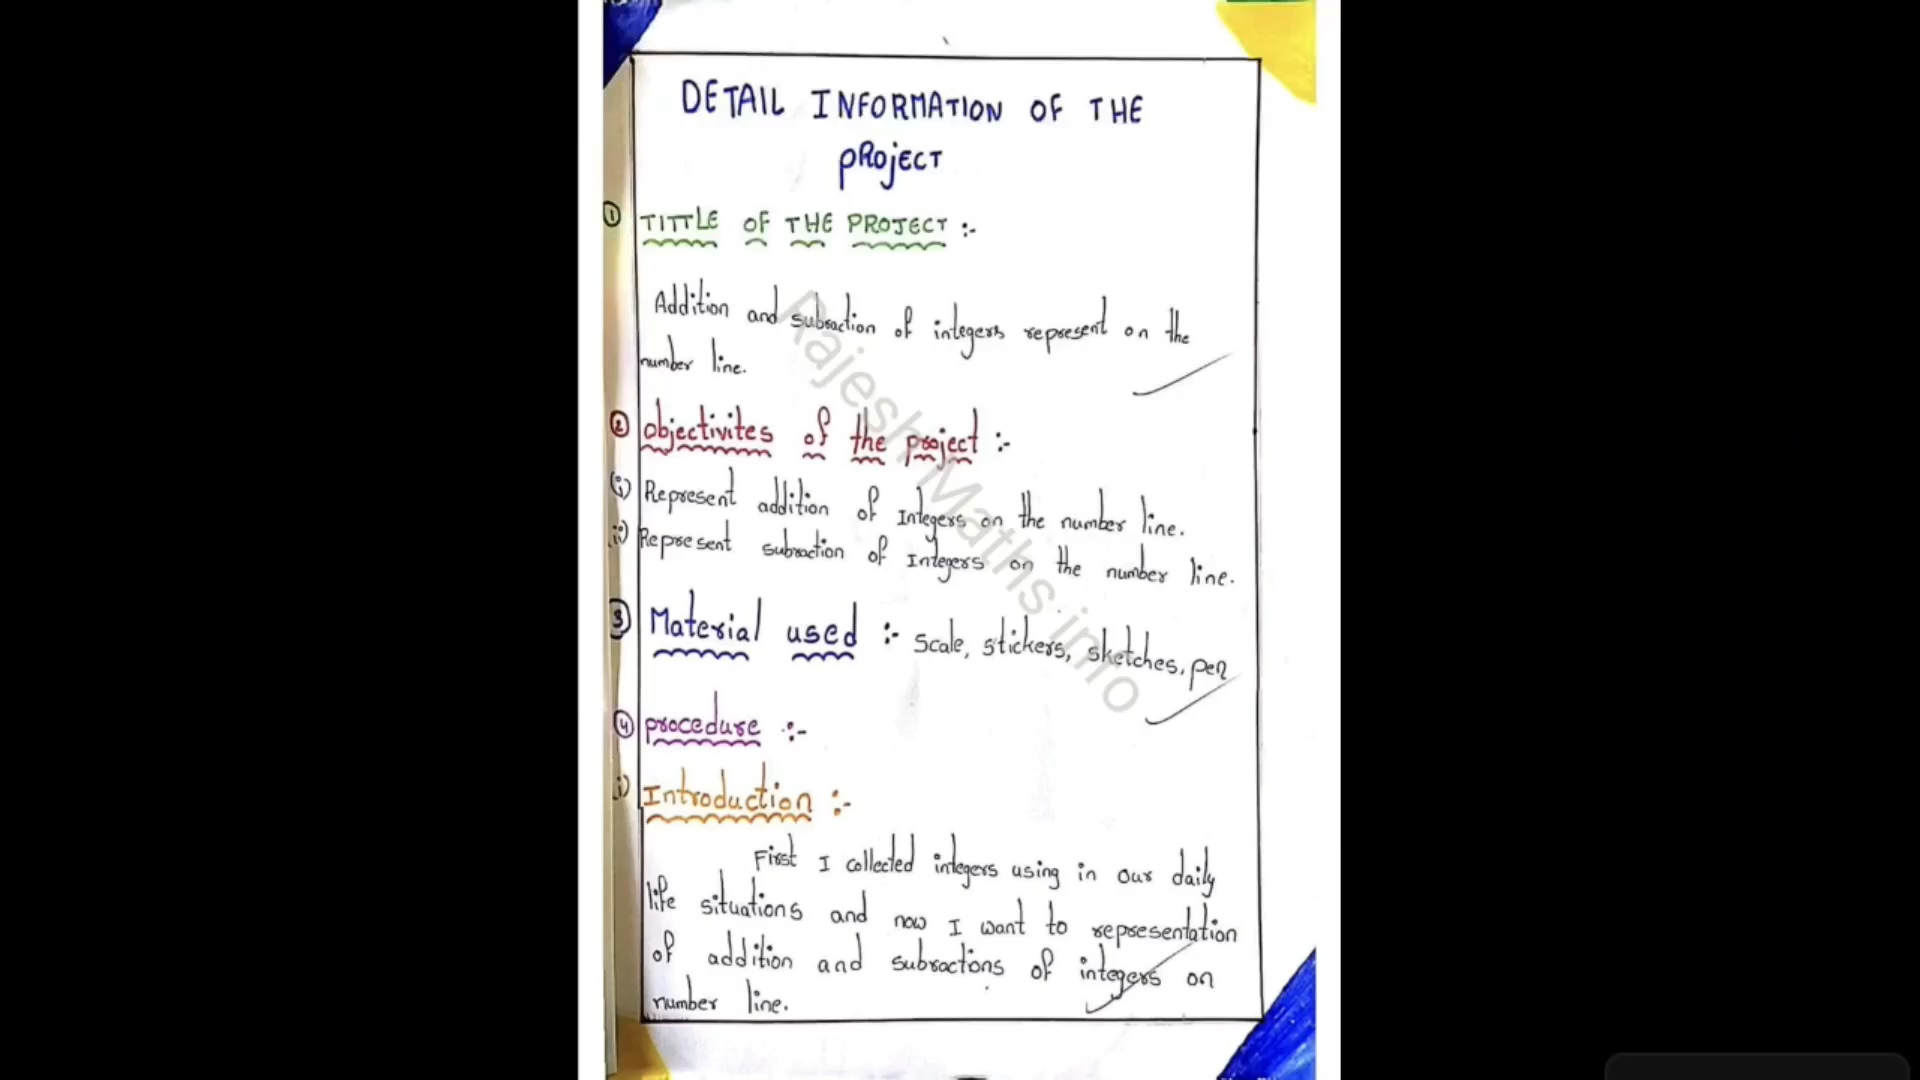 DETAIL INFORMATION OF THE
PROJECT
① TITTLE OF THE PROJECT :-
Addition and subraction of integers represent on the
number line.
② objectivites of the project :-
(i) Represent addition of Integers on the number line.
ii) Represent subraction of Integers on the number line.
③ Material used :- scale, stickers, sketches, pen
④ procedure :-
i) Introduction :-
First I collected integers using in our daily
life situations and now I want to representation
of addition and subractions of integers on
number line.
RajeshMaths info